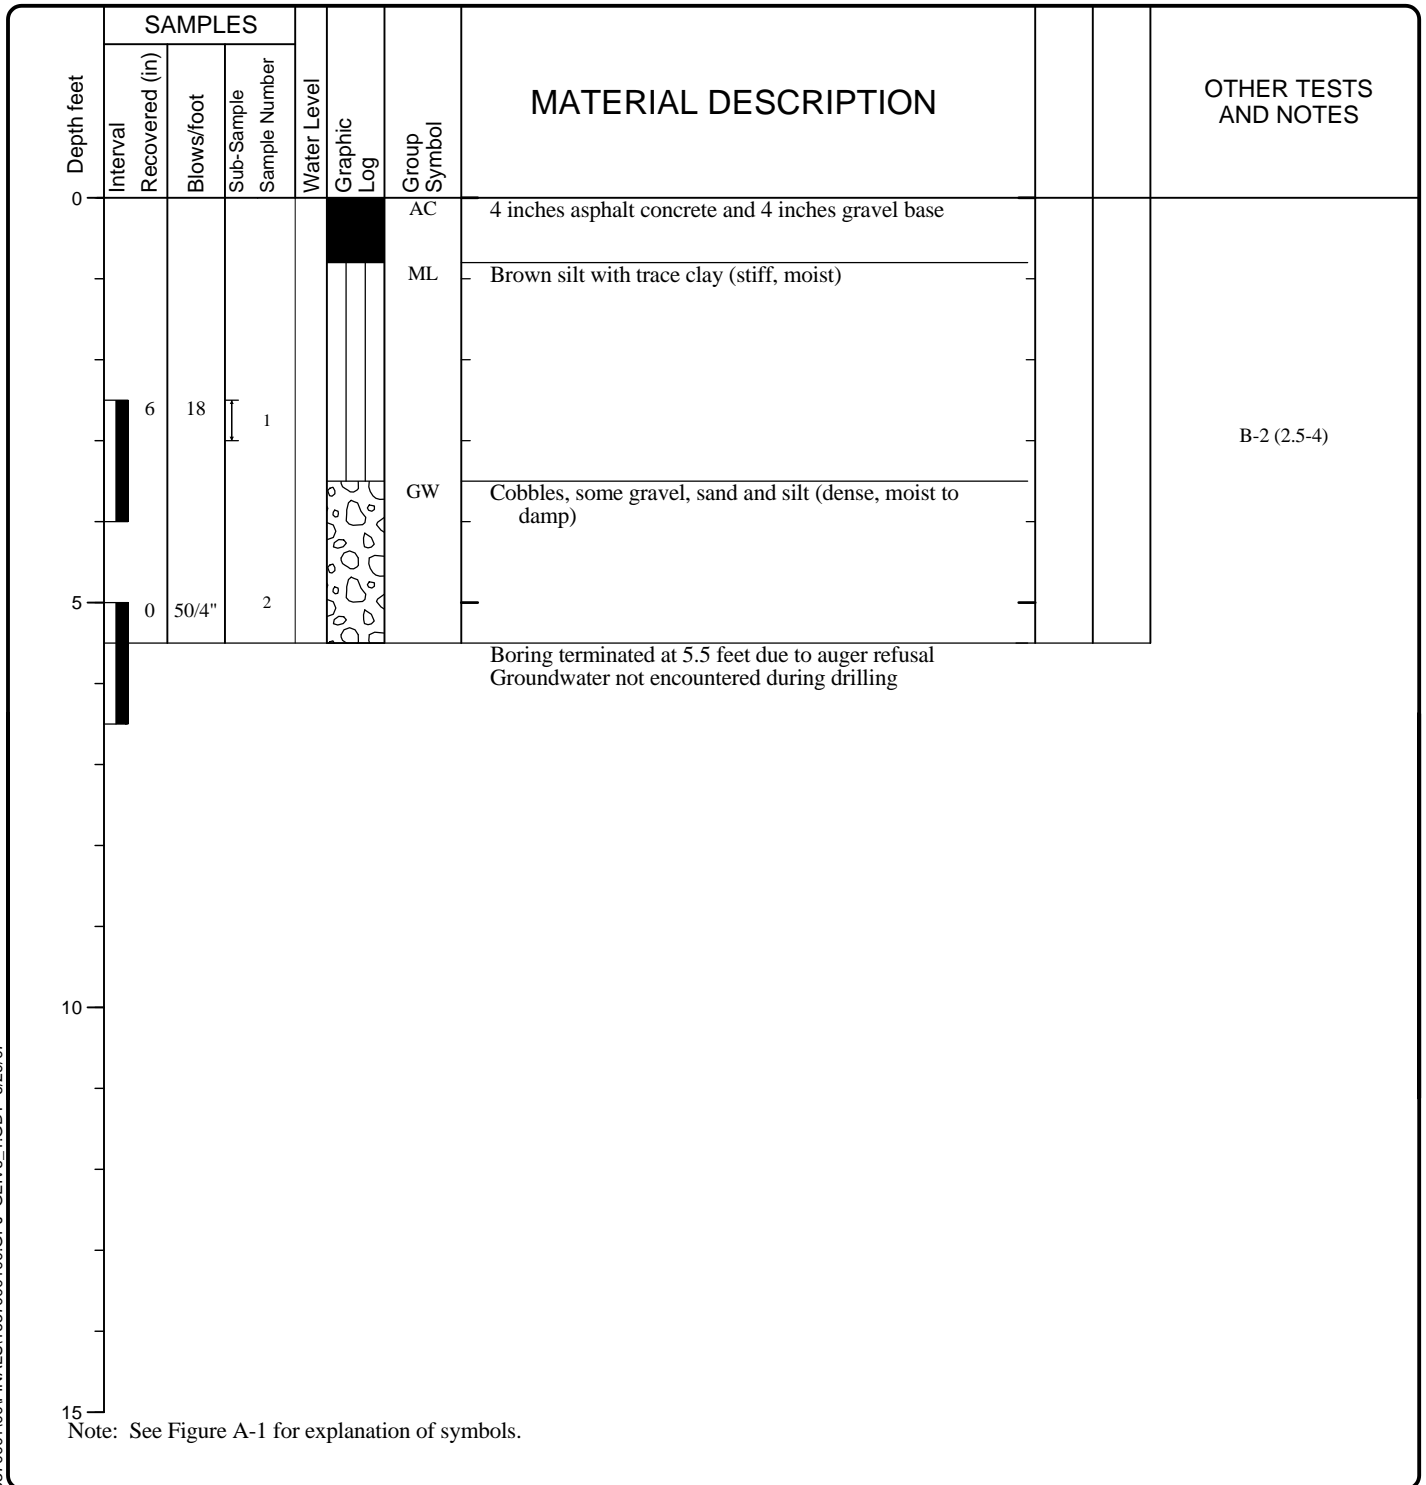 SAMPLES
Depth feet
Interval
Recovered (in)
Blows/foot
Sub-Sample
Sample Number
Water Level
Graphic
Log
Group
Symbol
MATERIAL DESCRIPTION
OTHER TESTS
AND NOTES
0
AC
4 inches asphalt concrete and 4 inches gravel base
ML
Brown silt with trace clay (stiff, moist)
6
18
1
B-2 (2.5-4)
GW
Cobbles, some gravel, sand and silt (dense, moist to
damp)
5
0
50/4"
2
Boring terminated at 5.5 feet due to auger refusal
Groundwater not encountered during drilling
10
15
Note: See Figure A-1 for explanation of symbols.